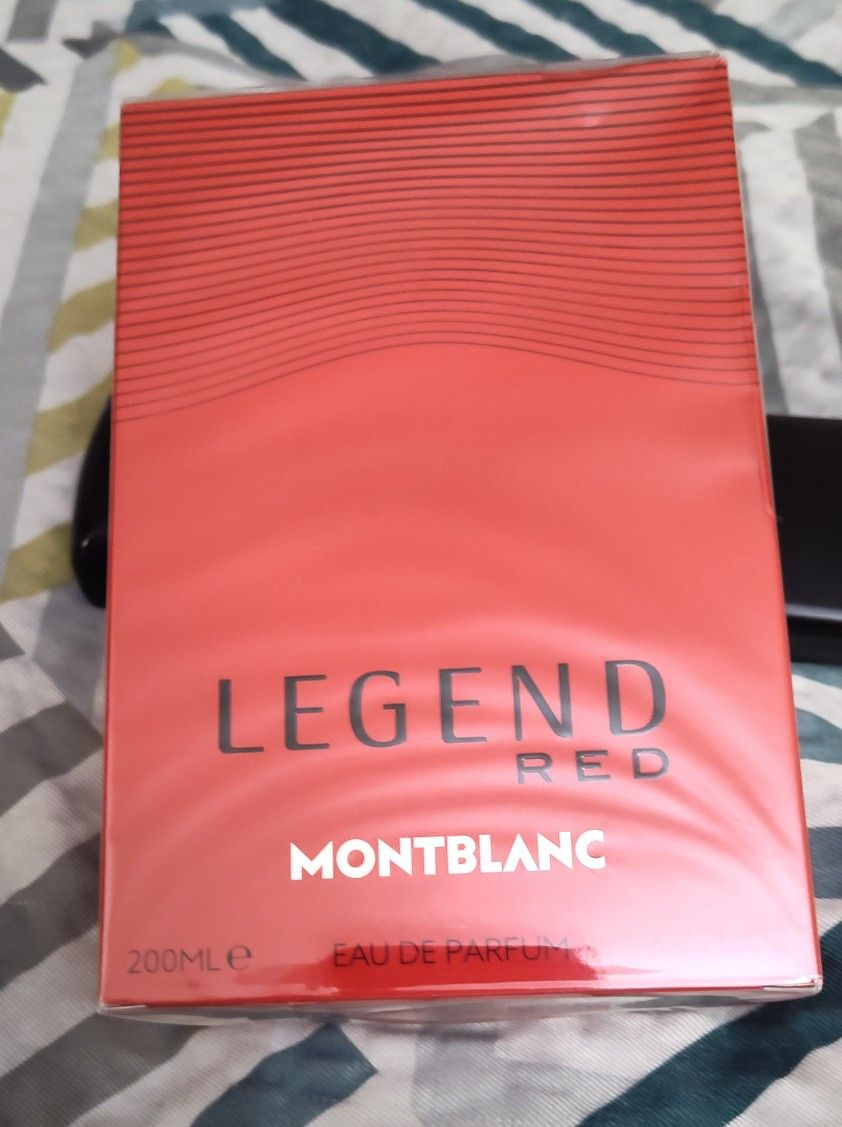 LEGEND
RED
MONTBLANC
200ML ℮ EAU DE PARFUM